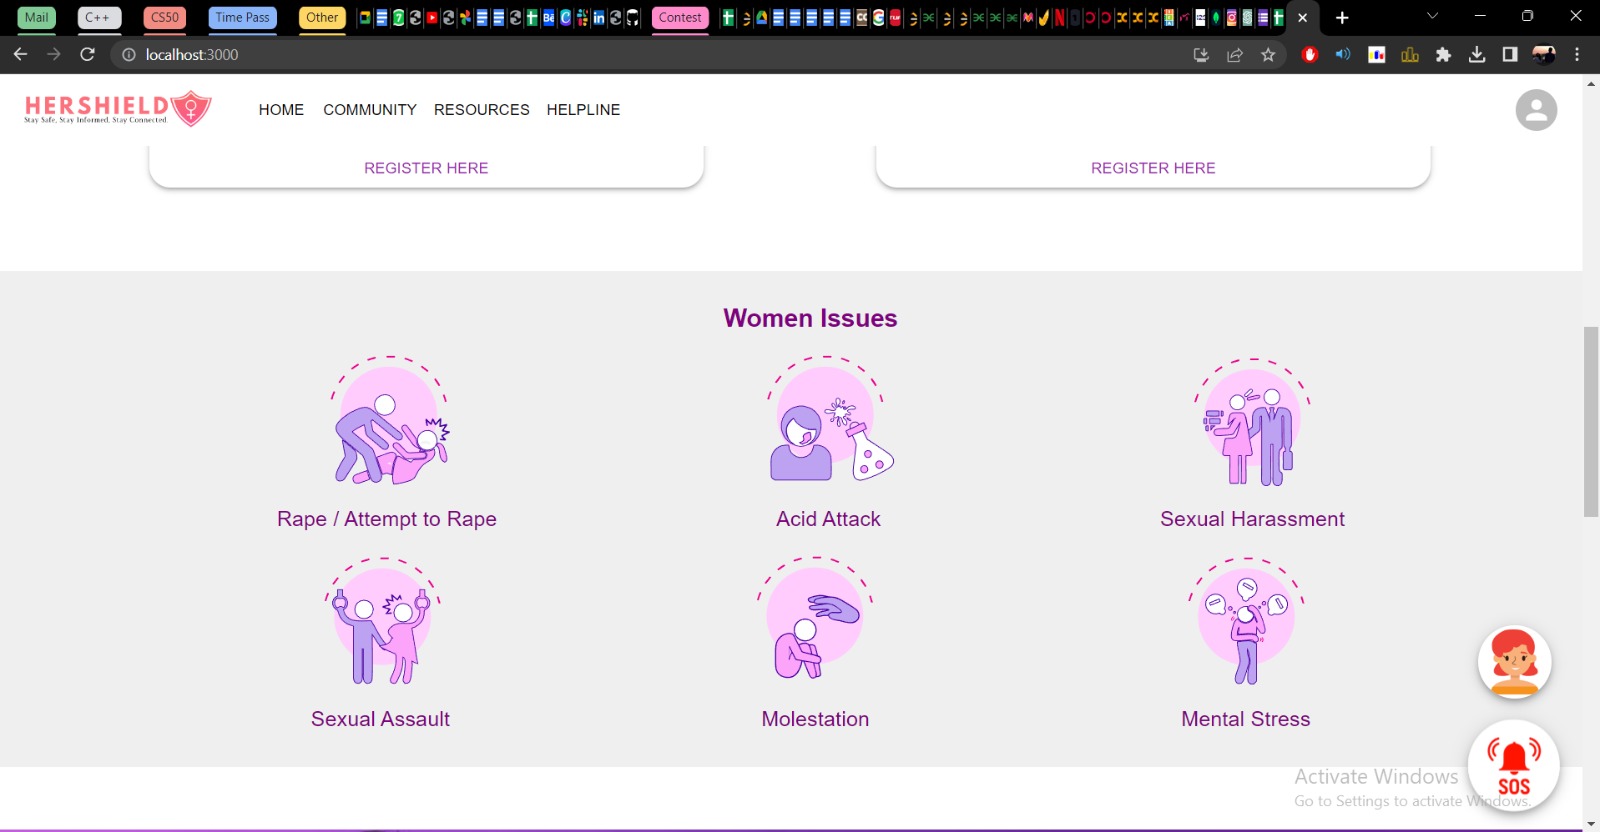 Mail C++ CS50 Time Pass Other Contest
localhost:3000
HERSHIELD
Stay Safe, Stay Informed, Stay Connected.
HOME COMMUNITY RESOURCES HELPLINE
REGISTER HERE REGISTER HERE
Women Issues
Rape / Attempt to Rape Acid Attack Sexual Harassment
Sexual Assault Molestation Mental Stress
SOS
Activate Windows
Go to Settings to activate Windows.